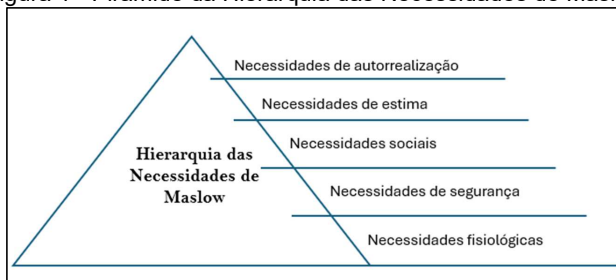 Necessidades de autorrealização
Necessidades de estima
Necessidades sociais
Hierarquia das
Necessidades de
Maslow
Necessidades de segurança
Necessidades fisiológicas